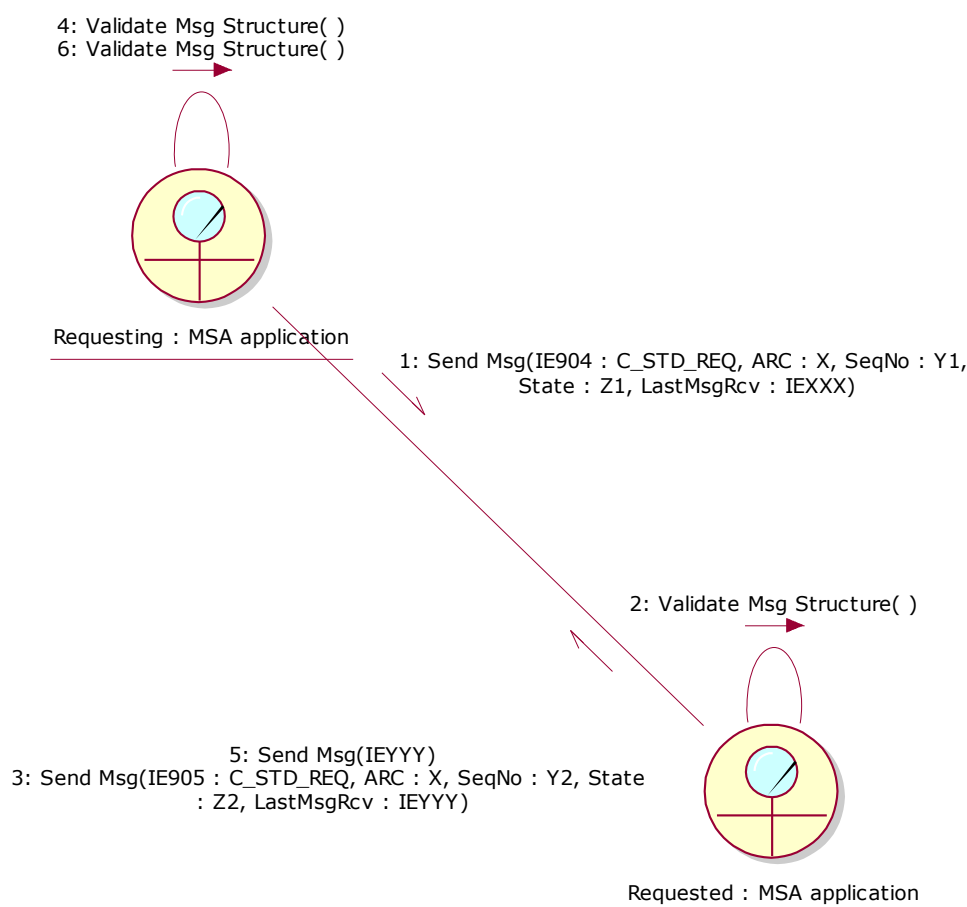 4: Validate Msg Structure( )
6: Validate Msg Structure( )
Requesting : MSA application
1: Send Msg(IE904 : C_STD_REQ, ARC : X, SeqNo : Y1,
State : Z1, LastMsgRcv : IEXXX)
2: Validate Msg Structure( )
5: Send Msg(IEYYY)
3: Send Msg(IE905 : C_STD_REQ, ARC : X, SeqNo : Y2, State
: Z2, LastMsgRcv : IEYYY)
Requested : MSA application